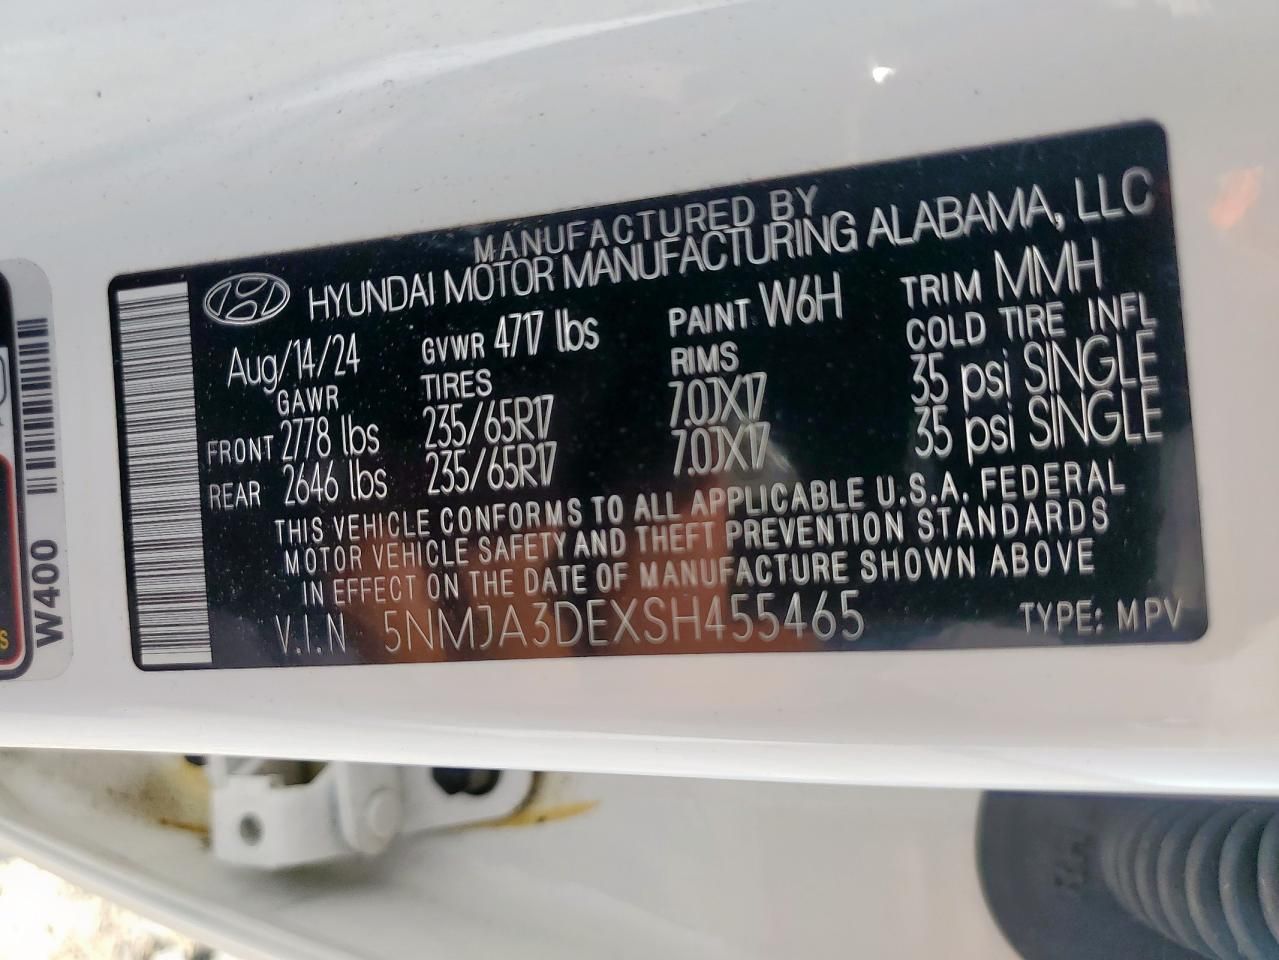 MANUFACTURED BY
HYUNDAI MOTOR MANUFACTURING ALABAMA, LLC
Aug/14/24 GVWR 4717 lbs PAINT W6H TRIM MMH
GAWR TIRES RIMS COLD TIRE INFL
FRONT 2778 lbs 235/65R17 7.0JX17 35 psi SINGLE
REAR 2646 lbs 235/65R17 7.0JX17 35 psi SINGLE
THIS VEHICLE CONFORMS TO ALL APPLICABLE U.S.A. FEDERAL
MOTOR VEHICLE SAFETY AND THEFT PREVENTION STANDARDS
IN EFFECT ON THE DATE OF MANUFACTURE SHOWN ABOVE
V.I.N 5NMJA3DEXSH455465 TYPE: MPV
W400